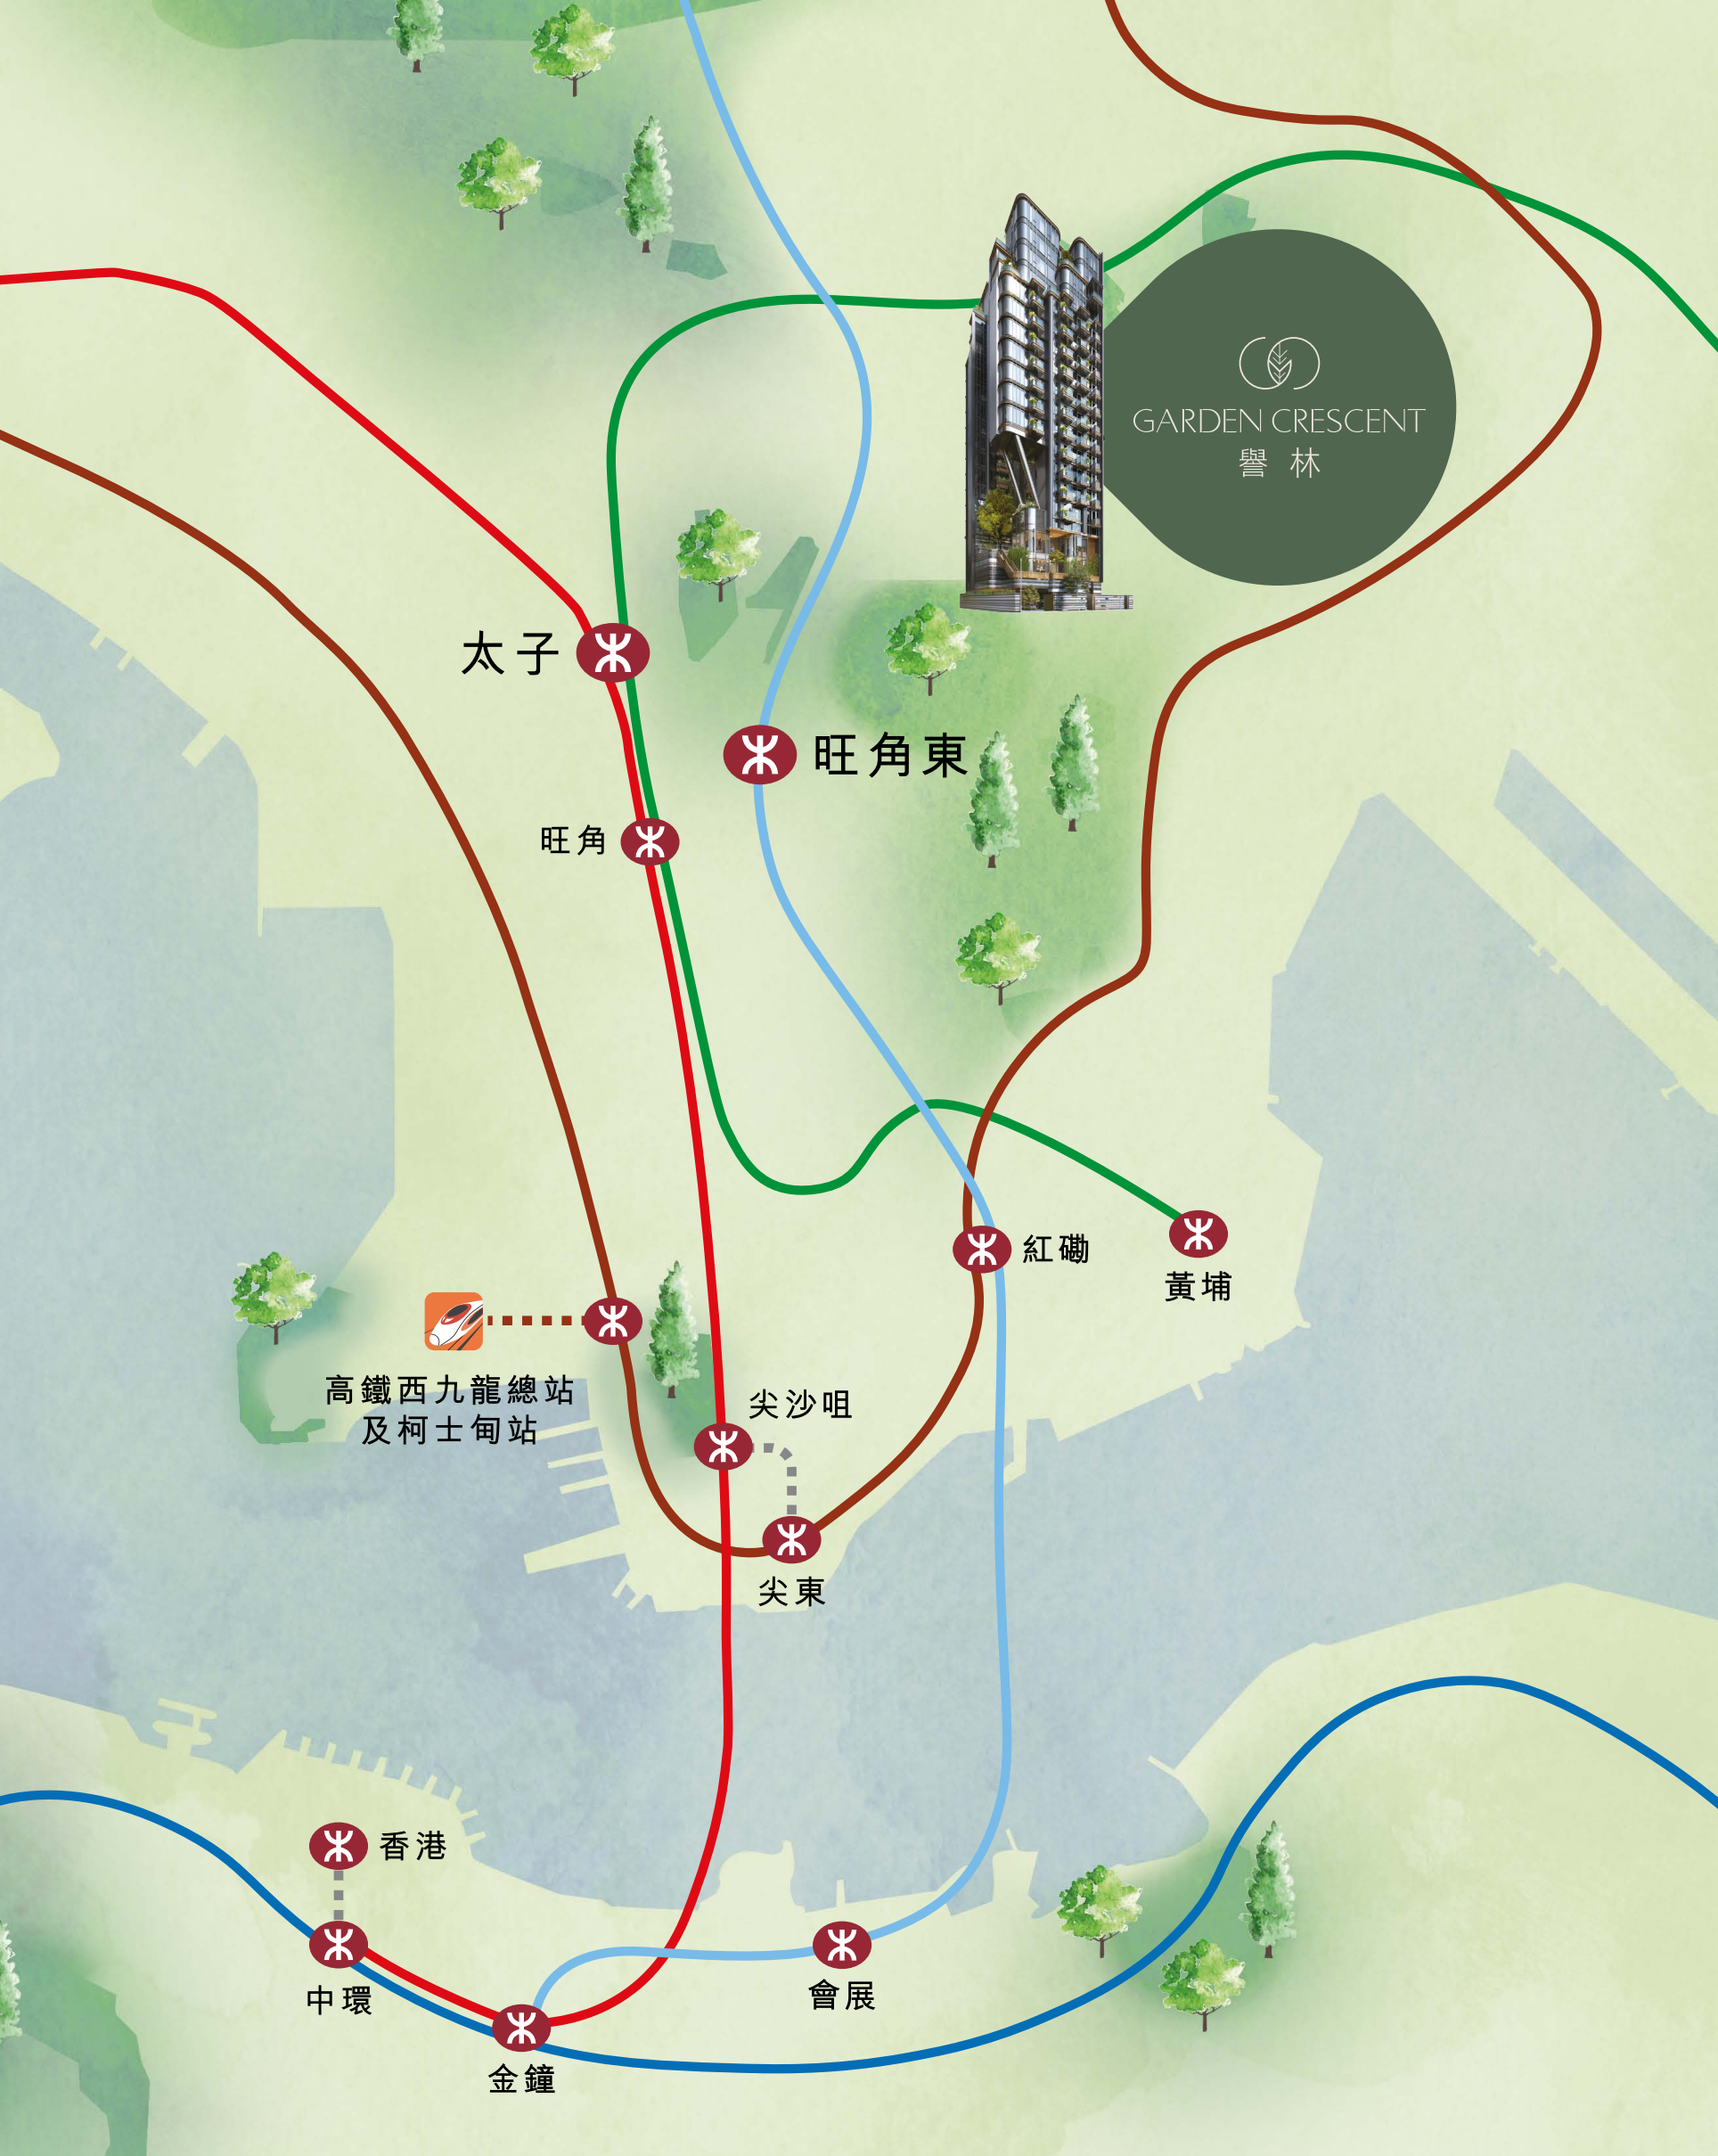 GARDEN CRESCENT
譽林
太子
旺角東
旺角
紅磡
黃埔
高鐵西九龍總站
及柯士甸站
尖沙咀
尖東
香港
中環
會展
金鐘